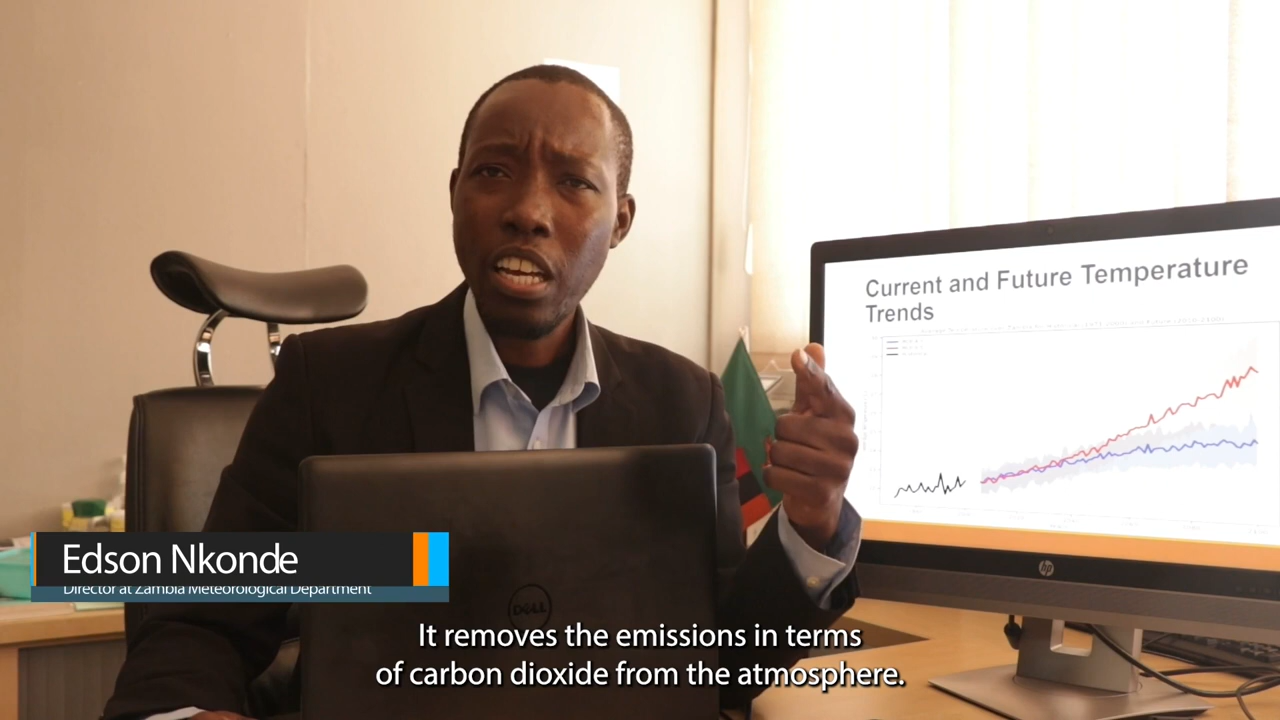 Current and Future Temperature
Trends
hp
Edson Nkonde
Director at Zambia Meteorological Department
DELL
It removes the emissions in terms
of carbon dioxide from the atmosphere.